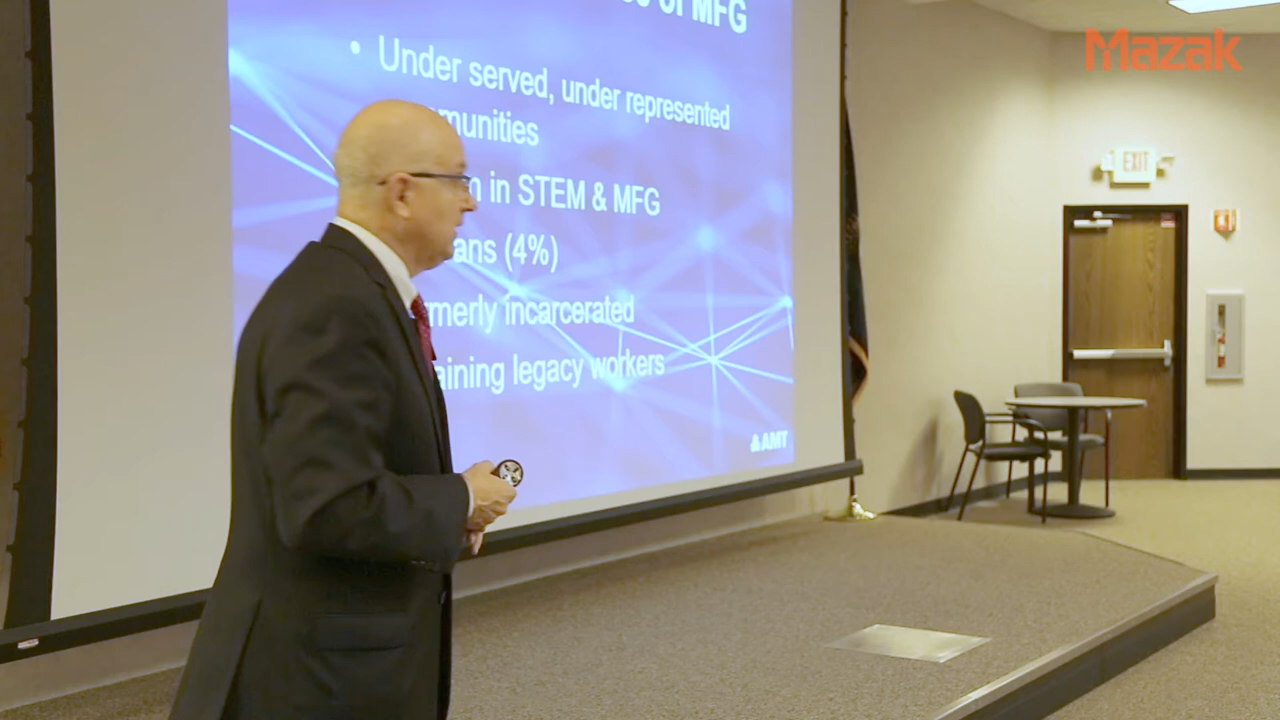 of MFG
Mazak
• Under served, under represented
munities
in STEM & MFG
ans (4%)
rmerly incarcerated
aining legacy workers
AMT
EXIT